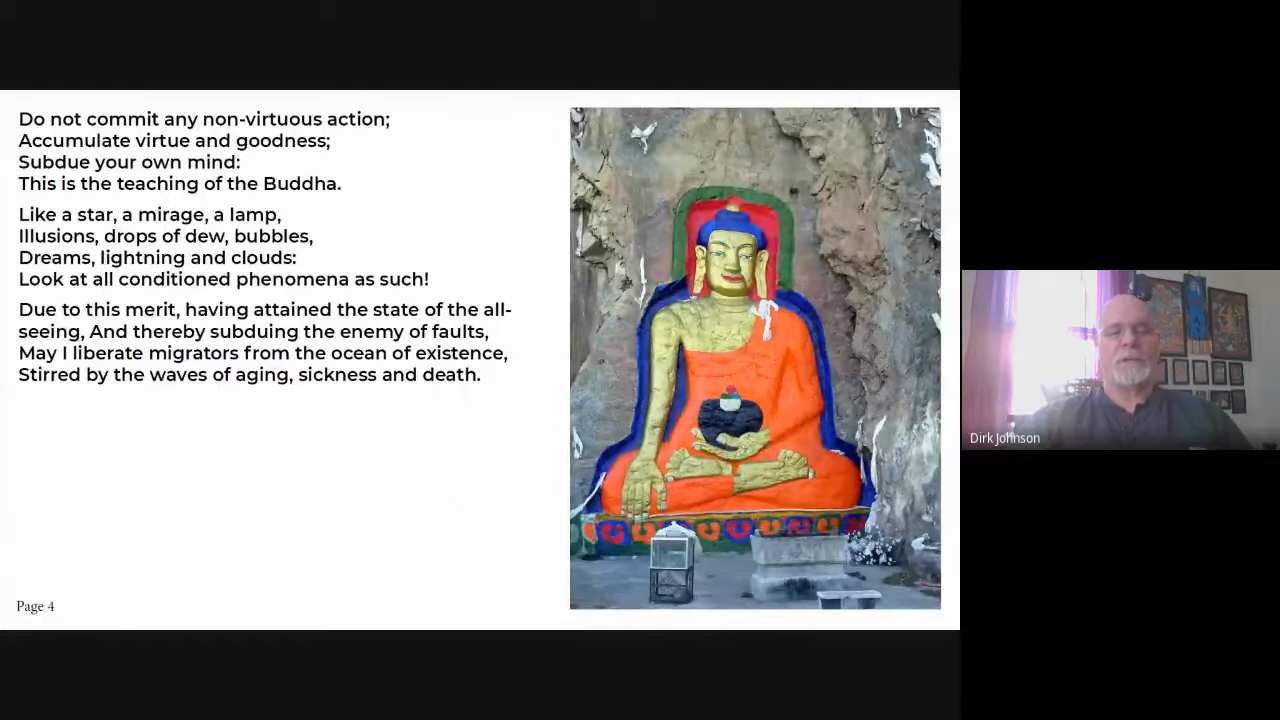 Do not commit any non-virtuous action;
Accumulate virtue and goodness;
Subdue your own mind:
This is the teaching of the Buddha.
Like a star, a mirage, a lamp,
Illusions, drops of dew, bubbles,
Dreams, lightning and clouds:
Look at all conditioned phenomena as such!
Due to this merit, having attained the state of the all-
seeing, And thereby subduing the enemy of faults,
May I liberate migrators from the ocean of existence,
Stirred by the waves of aging, sickness and death.
Page 4
Dirk Johnson